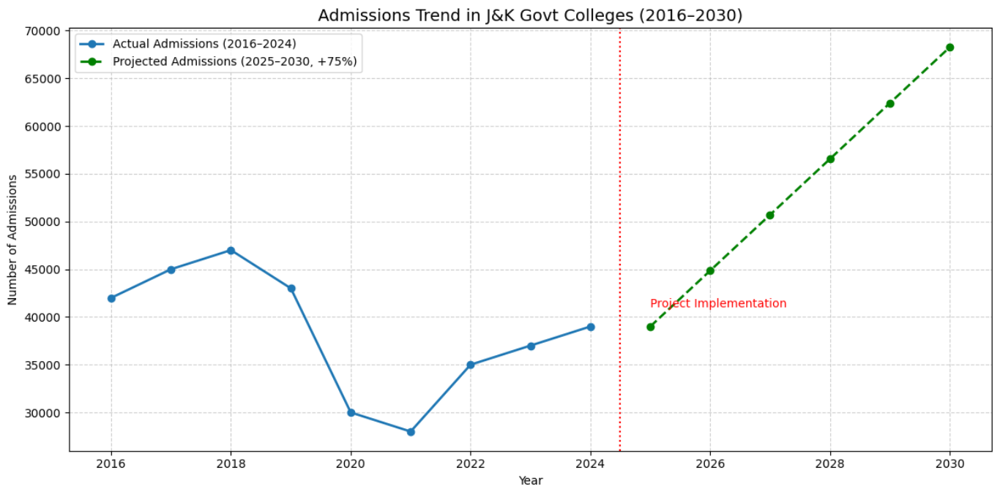 Admissions Trend in J&K Govt Colleges (2016–2030)
Actual Admissions (2016–2024)
Projected Admissions (2025–2030, +75%)
Number of Admissions
70000
65000
60000
55000
50000
45000
40000
35000
30000
Project Implementation
2016
2018
2020
2022
2024
2026
2028
2030
Year